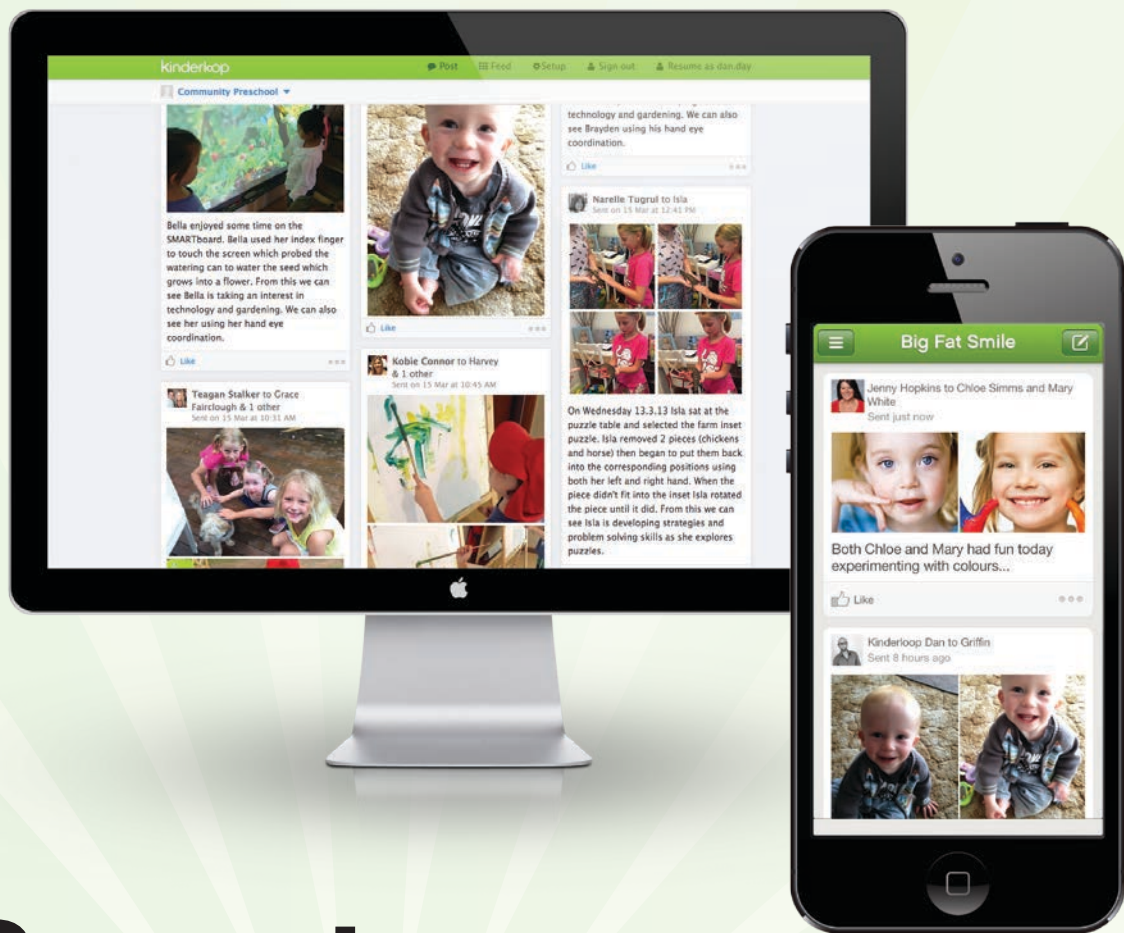 kinderkop
Post
Feed
Setup
Sign out
Resume as dan.day
Community Preschool
Bella enjoyed some time on the
SMARTboard. Bella used her index finger
to touch the screen which probed the
watering can to water the seed which
grows into a flower. From this we can
see Bella is taking an interest in
technology and gardening. We can also
see her using her hand eye
coordination.
Like
Teagan Stalker to Grace
Fairclough & 1 other
Sent on 15 Mar at 10:31 AM
Like
Kobie Connor to Harvey
& 1 other
Sent on 15 Mar at 10:45 AM
technology and gardening. We can also
see Brayden using his hand eye
coordination.
Like
Narelle Tugrul to Isla
Sent on 15 Mar at 12:41 PM
On Wednesday 13.3.13 Isla sat at the
puzzle table and selected the farm inset
puzzle. Isla removed 2 pieces (chickens
and horse) then began to put them back
into the corresponding positions using
both her left and right hand. When the
piece didn't fit into the inset Isla rotated
the piece until it did. From this we can
see Isla is developing strategies and
problem solving skills as she explores
puzzles.
Big Fat Smile
Jenny Hopkins to Chloe Simms and Mary
White
Sent just now
Both Chloe and Mary had fun today
experimenting with colours...
Like
Kinderloop Dan to Griffin
Sent 8 hours ago